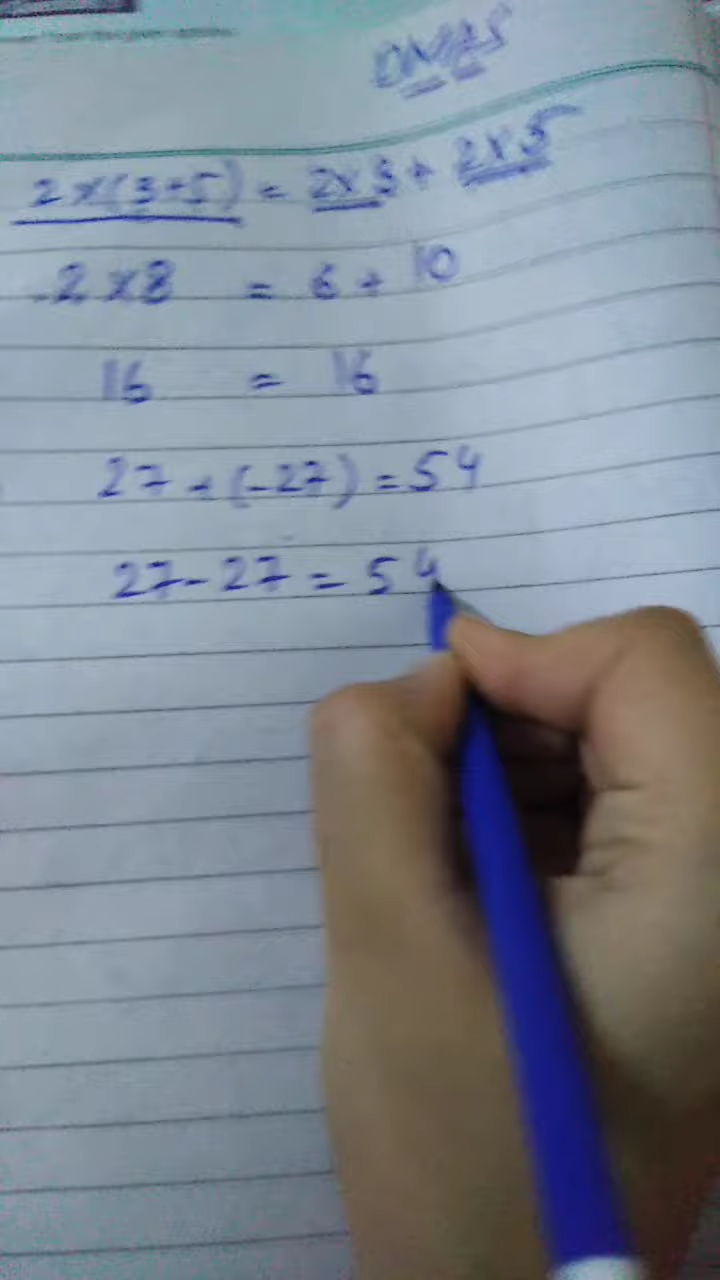 DMAS
2×(3+5) = 2×3 + 2×5
2×8 = 6 + 10
16 = 16
27 + (-27) = 54
27 - 27 = 54